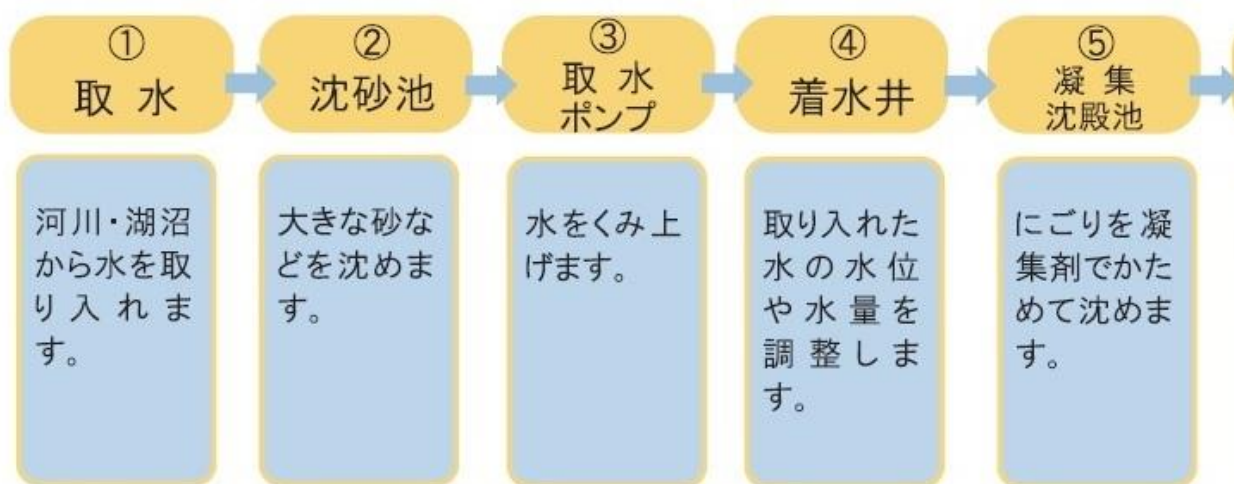 ①
取水
②
沈砂池
③
取水
ポンプ
④
着水井
⑤
凝集
沈殿池
河川・湖沼
から水を取
り入れま
す。
大きな砂な
どを沈めま
す。
水をくみ上
げます。
取り入れた
水の水位
や水量を
調整しま
す。
にごりを凝
集剤でかた
めて沈めま
す。